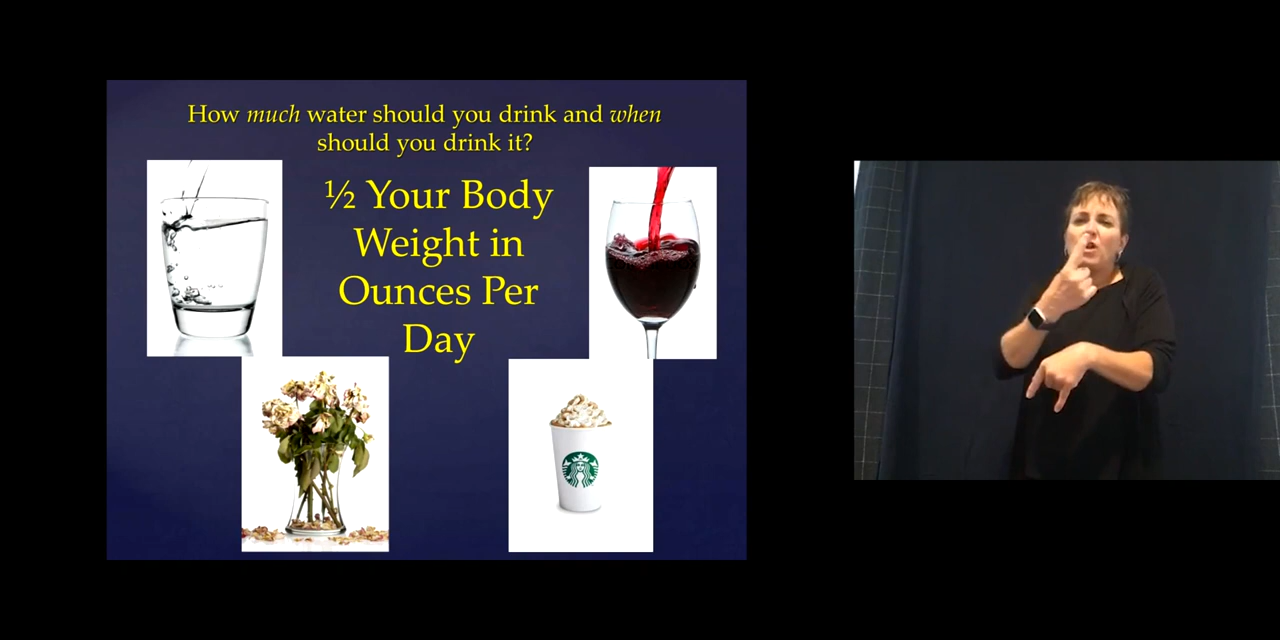 How much water should you drink and when
should you drink it?
½ Your Body
Weight in
Ounces Per
Day